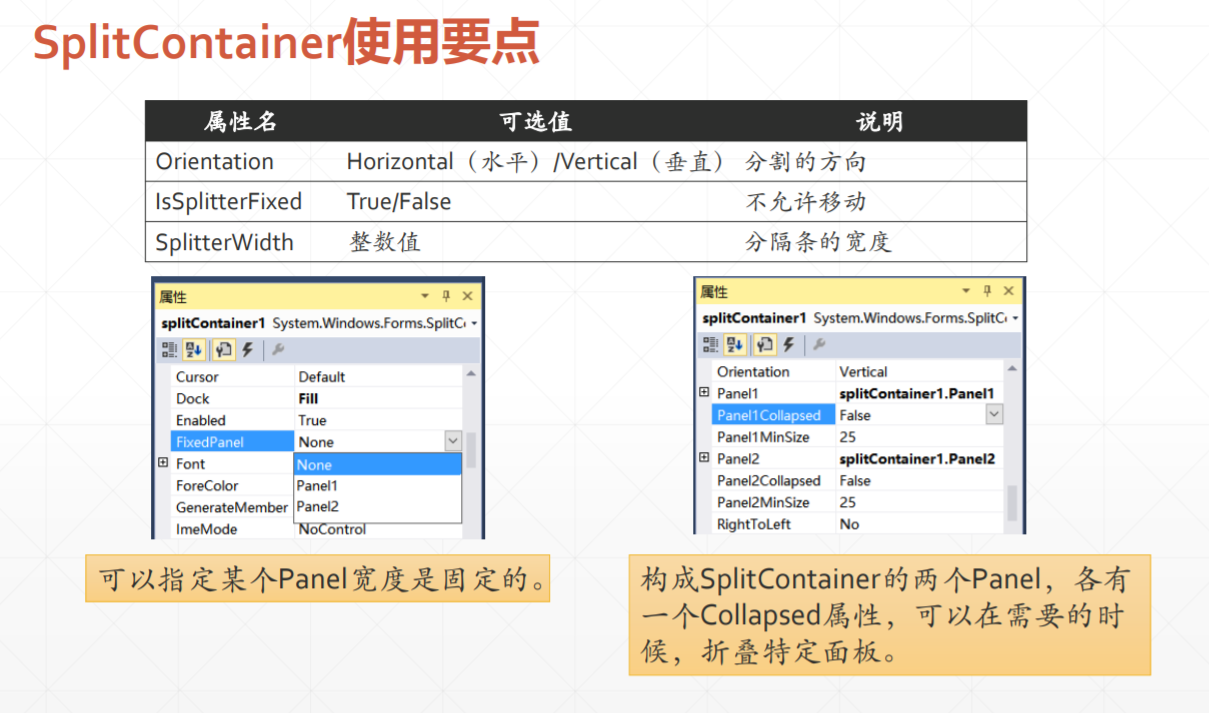 SplitContainer使用要点
属性名 可选值 说明
Orientation Horizontal（水平）/Vertical（垂直） 分割的方向
IsSplitterFixed True/False 不允许移动
SplitterWidth 整数值 分隔条的宽度
属性
splitContainer1 System.Windows.Forms.SplitC
Cursor Default
Dock Fill
Enabled True
FixedPanel None
Font None
ForeColor Panel1
GenerateMember Panel2
ImeMode NoControl
可以指定某个Panel宽度是固定的。
属性
splitContainer1 System.Windows.Forms.SplitC
Orientation Vertical
Panel1 splitContainer1.Panel1
Panel1Collapsed False
Panel1MinSize 25
Panel2 splitContainer1.Panel2
Panel2Collapsed False
Panel2MinSize 25
RightToLeft No
构成SplitContainer的两个Panel，各有
一个Collapsed属性，可以在需要的时
候，折叠特定面板。